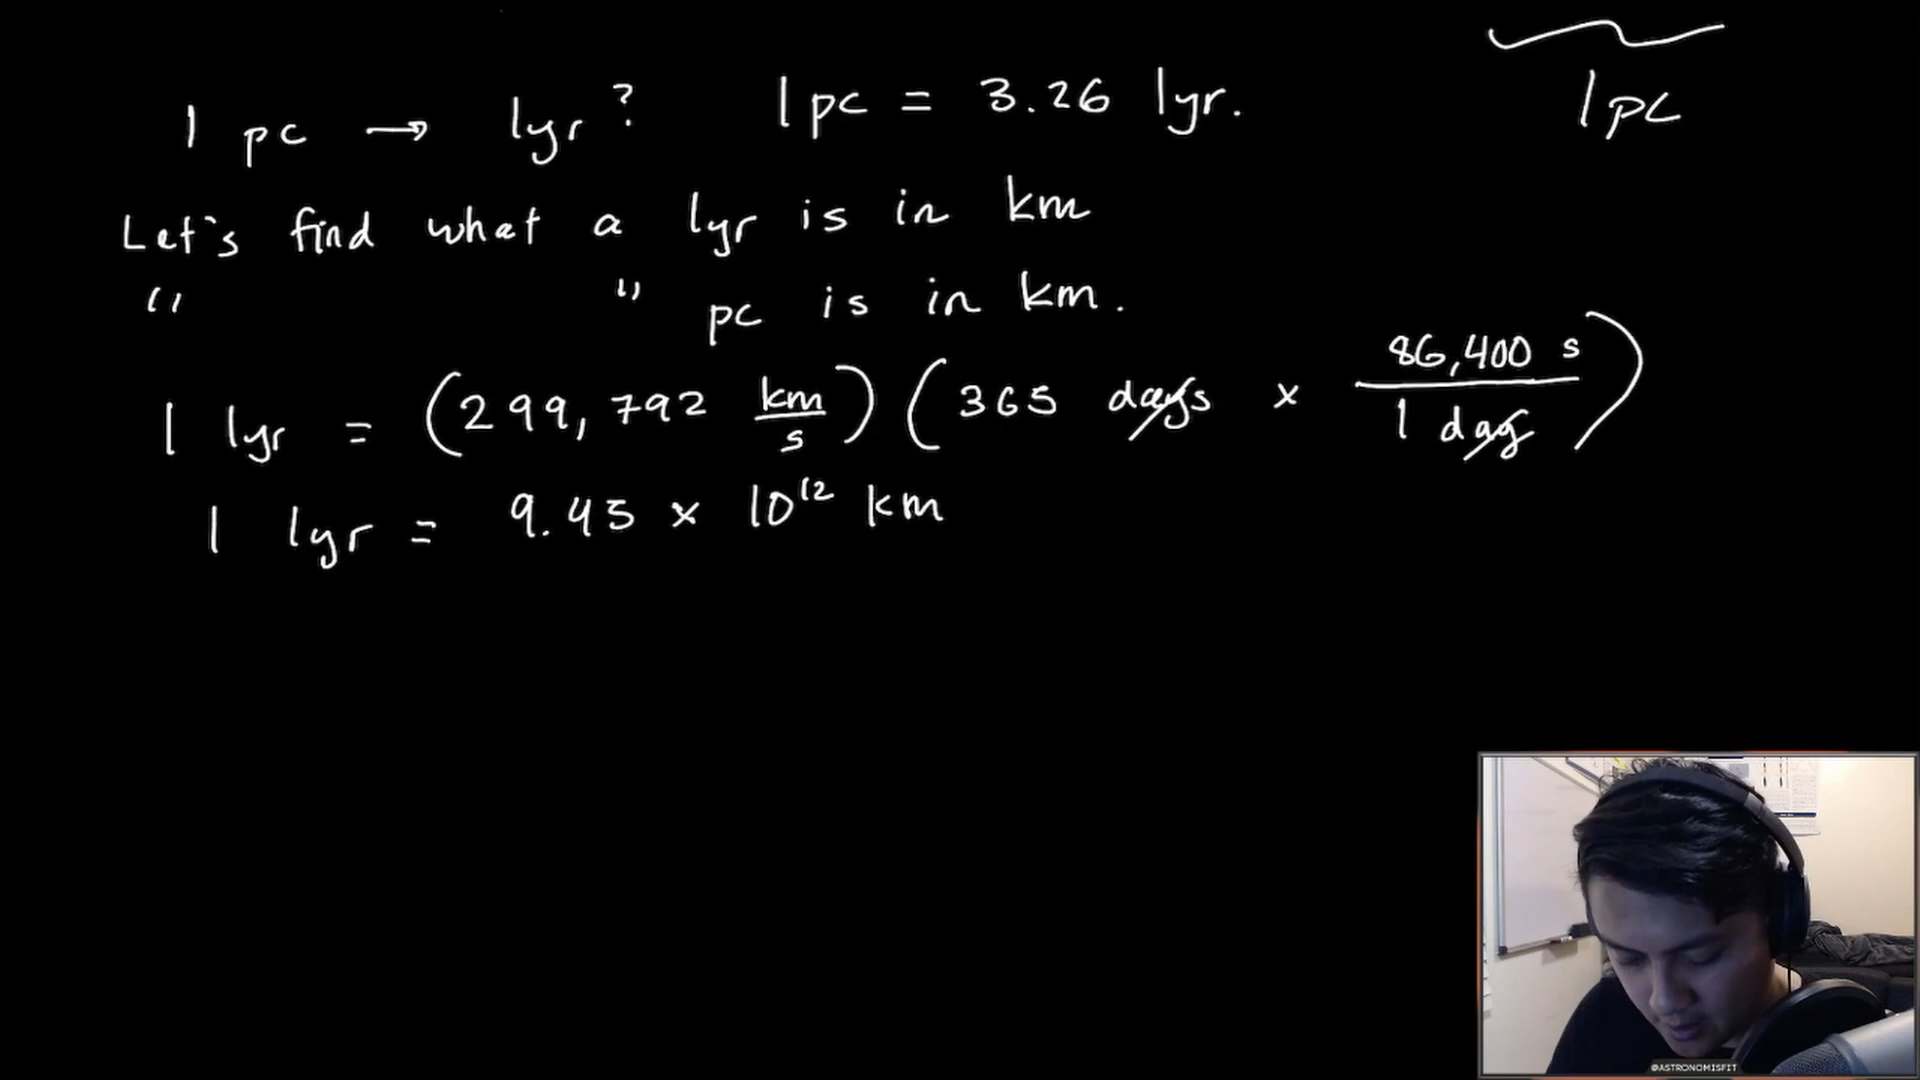 1 pc → lyr? 1 pc = 3.26 lyr.
1 pc
Let's find what a lyr is in km
" " pc is in km.
1 lyr = (299,792 km/s) (365 days × 86,400 s / 1 day)
1 lyr = 9.45 × 10¹² km
@ASTRONOMISFIT